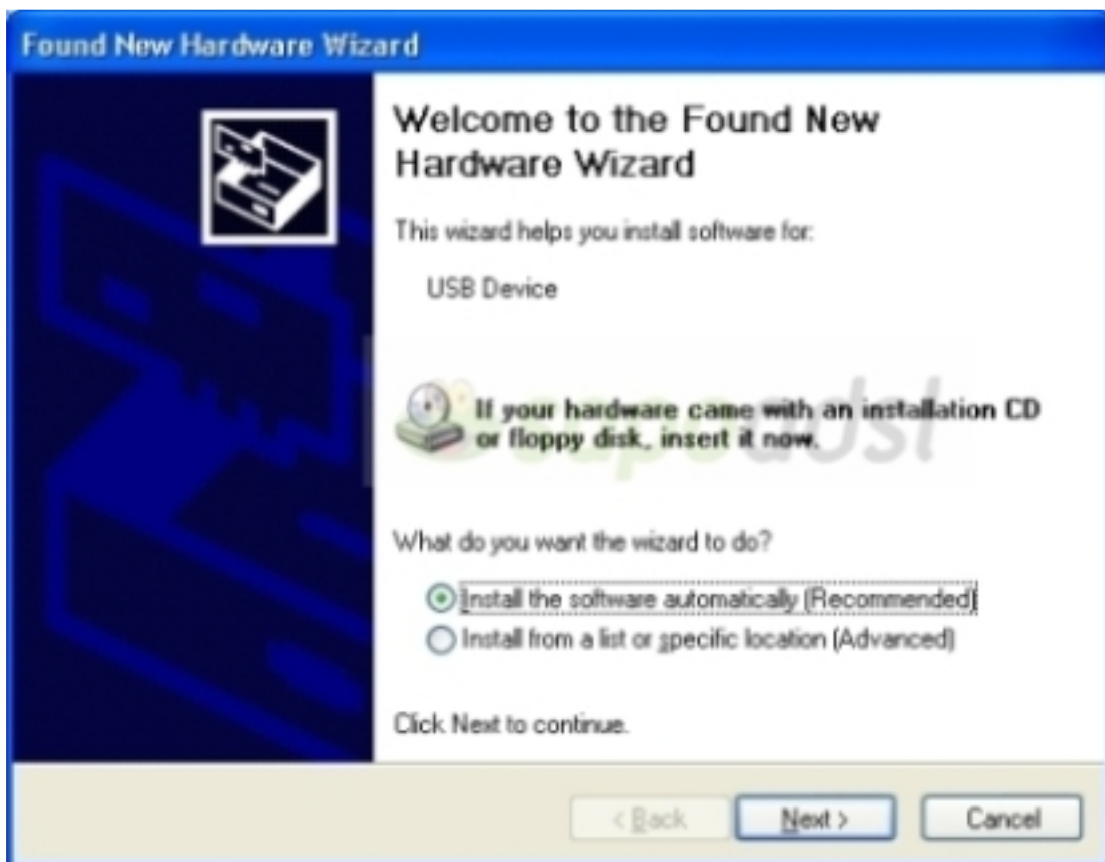 Found New Hardware Wizard
Welcome to the Found New
Hardware Wizard
This wizard helps you install software for:
USB Device
If your hardware came with an installation CD
or floppy disk, insert it now.
sapo adsl
What do you want the wizard to do?
Install the software automatically (Recommended)
Install from a list or specific location (Advanced)
Click Next to continue.
< Back
Next >
Cancel